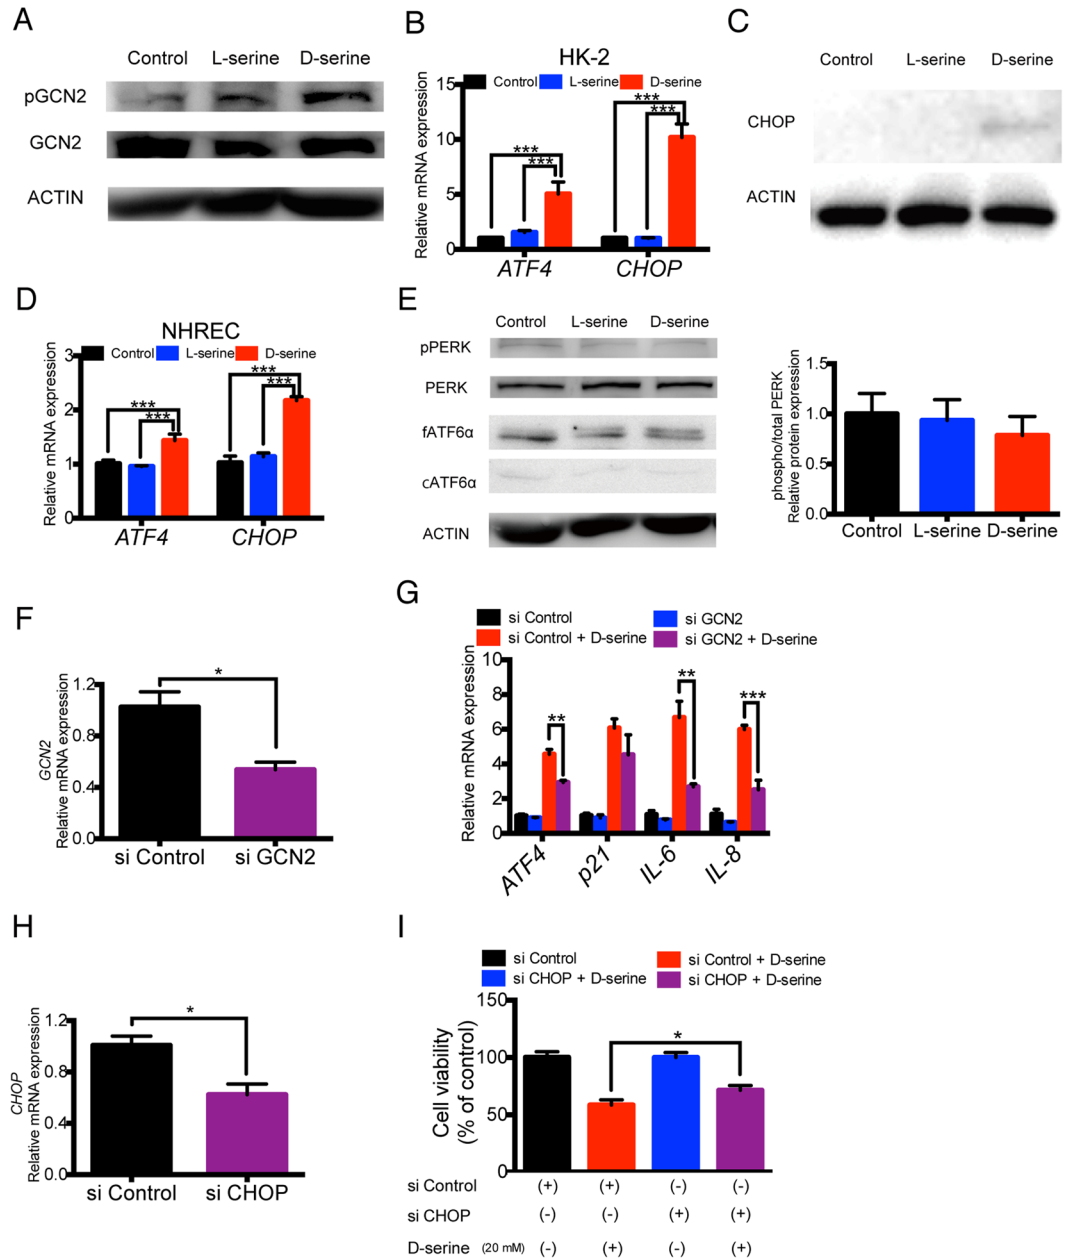 A
Control L-serine D-serine
pGCN2
GCN2
ACTIN
B
HK-2
Control L-serine D-serine
Relative mRNA expression
15
10
5
0
*** *** *** ***
ATF4 CHOP
C
Control L-serine D-serine
CHOP
ACTIN
D
NHREC
Control L-serine D-serine
Relative mRNA expression
3
2
1
0
*** *** *** ***
ATF4 CHOP
E
Control L-serine D-serine
pPERK
PERK
fATF6α
cATF6α
ACTIN
phospho/total PERK
Relative protein expression
1.5
1.0
0.5
0.0
Control L-serine D-serine
F
GCN2
Relative mRNA expression
1.2
0.8
0.4
0.0
*
si Control si GCN2
G
si Control si GCN2
si Control + D-serine si GCN2 + D-serine
Relative mRNA expression
10
8
6
4
2
0
** ** ***
ATF4 p21 IL-6 IL-8
H
CHOP
Relative mRNA expression
1.2
0.8
0.4
0.0
*
si Control si CHOP
I
si Control si Control + D-serine
si CHOP + D-serine si CHOP + D-serine
Cell viability
(% of control)
150
100
50
0
*
si Control (+) (+) (-) (-)
si CHOP (-) (-) (+) (+)
D-serine (20 mM) (-) (+) (-) (+)